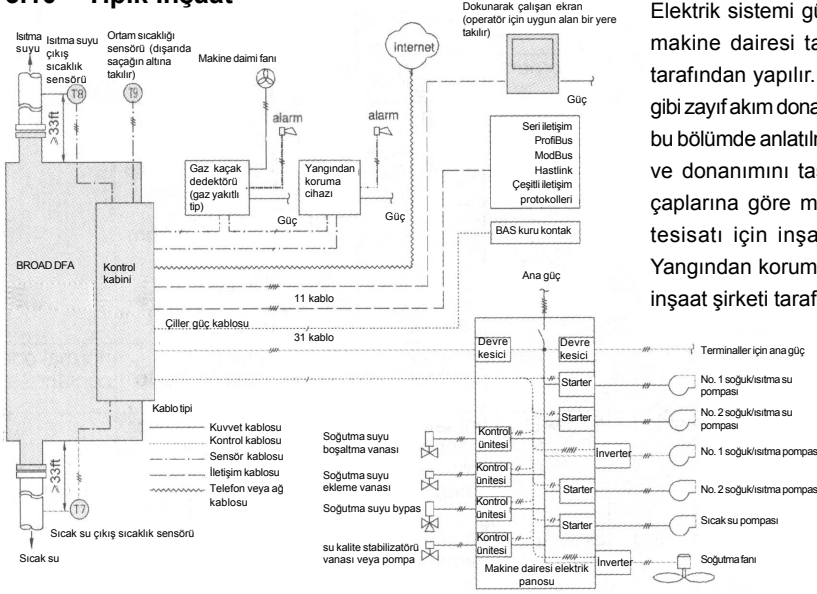 Dokunarak çalışan ekran
(operatör için uygun alan bir yere
takılır)
Isıtma
suyu
Isıtma suyu
çıkış
sıcaklık
sensörü
Ortam sıcaklığı
sensörü (dışarıda
saçağın altına
takılır)
Makine daimi fanı
internet
T8
T9
≥33ft
alarm
alarm
Güç
Gaz kaçak
dedektörü
(gaz yakıtlı
tip)
Yangından
koruma
cihazı
Güç
Güç
Seri iletişim
ProfiBus
ModBus
Hastlink
Çeşitli iletişim
protokolleri
BAS kuru kontak
BROAD DFA
Kontrol
kabini
Ana güç
11 kablo
Çiller güç kablosu
31 kablo
Devre
kesici
Devre
kesici
Terminaller için ana güç
Starter
No. 1 soğuk/ısıtma su
pompası
Starter
No. 2 soğuk/ısıtma su
pompası
Kablo tipi
Kuvvet kablosu
Kontrol kablosu
Sensör kablosu
İletişim kablosu
Telefon veya ağ
kablosu
Soğutma suyu
boşaltma vanası
Kontrol
ünitesi
Inverter
No. 1 soğuk/ısıtma pompası
Soğutma suyu
ekleme vanası
Kontrol
ünitesi
Starter
No. 2 soğuk/ısıtma pompası
Soğutma suyu bypas
Kontrol
ünitesi
Starter
Sıcak su pompası
su kalite stabilizatörü
vanası veya pompa
Kontrol
ünitesi
Inverter
Soğutma fanı
Makine dairesi elektrik
panosu
≥33ft
T7
Sıcak su çıkış sıcaklık sensörü
Sıcak su
makine dairesi ta
tarafından yapılır.
gibi zayıf akım dona
bu bölümde anlatılr
ve donanımını ta
çaplarına göre m
tesisatı için inşa
Yangından korum
inşaat şirketi taraf